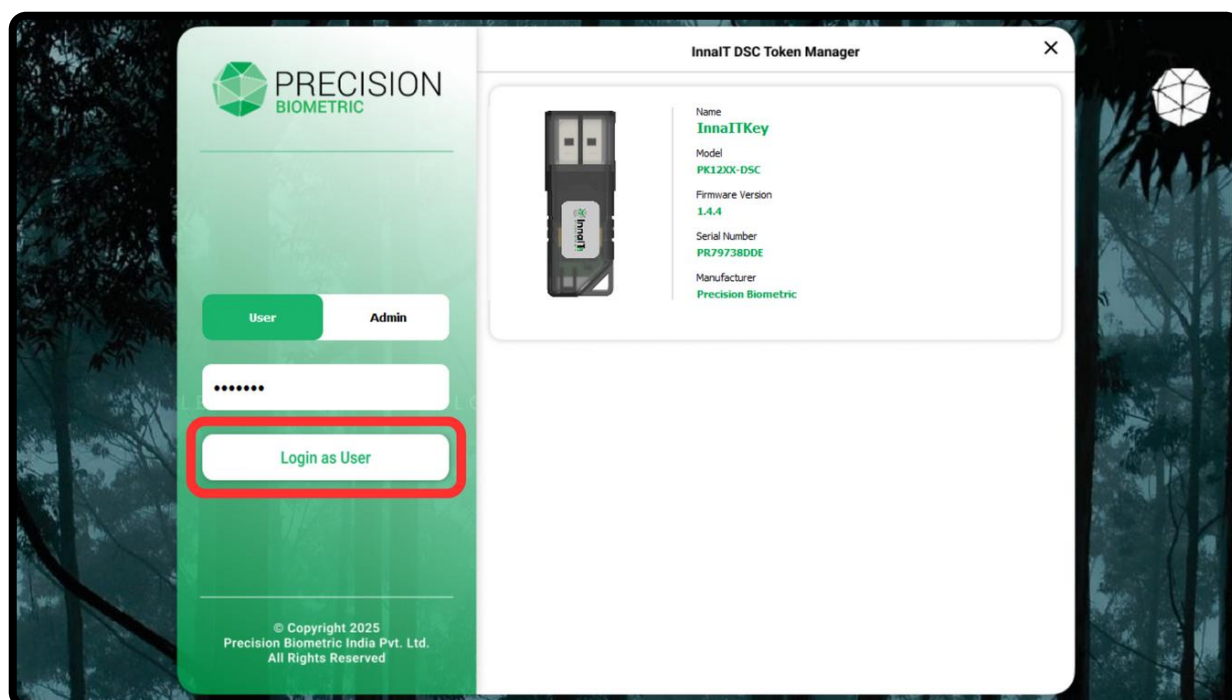 PRECISION
BIOMETRIC
User
Admin
•••••••
Login as User
© Copyright 2025
Precision Biometric India Pvt. Ltd.
All Rights Reserved
InnaIT DSC Token Manager
InnaIT
Name
InnaITKey
Model
PK12XX-DSC
Firmware Version
1.4.4
Serial Number
PR79738DDE
Manufacturer
Precision Biometric